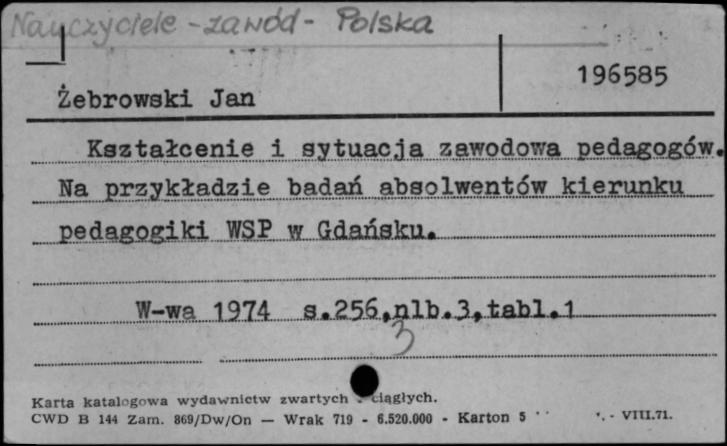 Nauczyciele - zawód - Polska
196585
Żebrowski Jan
Kształcenie i sytuacja zawodowa pedagogów.
Na przykładzie badań absolwentów kierunku
pedagogiki WSP w Gdańsku.
W-wa 1974 s.256,nlb.3,tabl.1
3
Karta katalogowa wydawnictw zwartych - ciągłych.
CWD B 144 Zam. 869/Dw/On — Wrak 719 - 6.520.000 - Karton 5 - VIII.71.